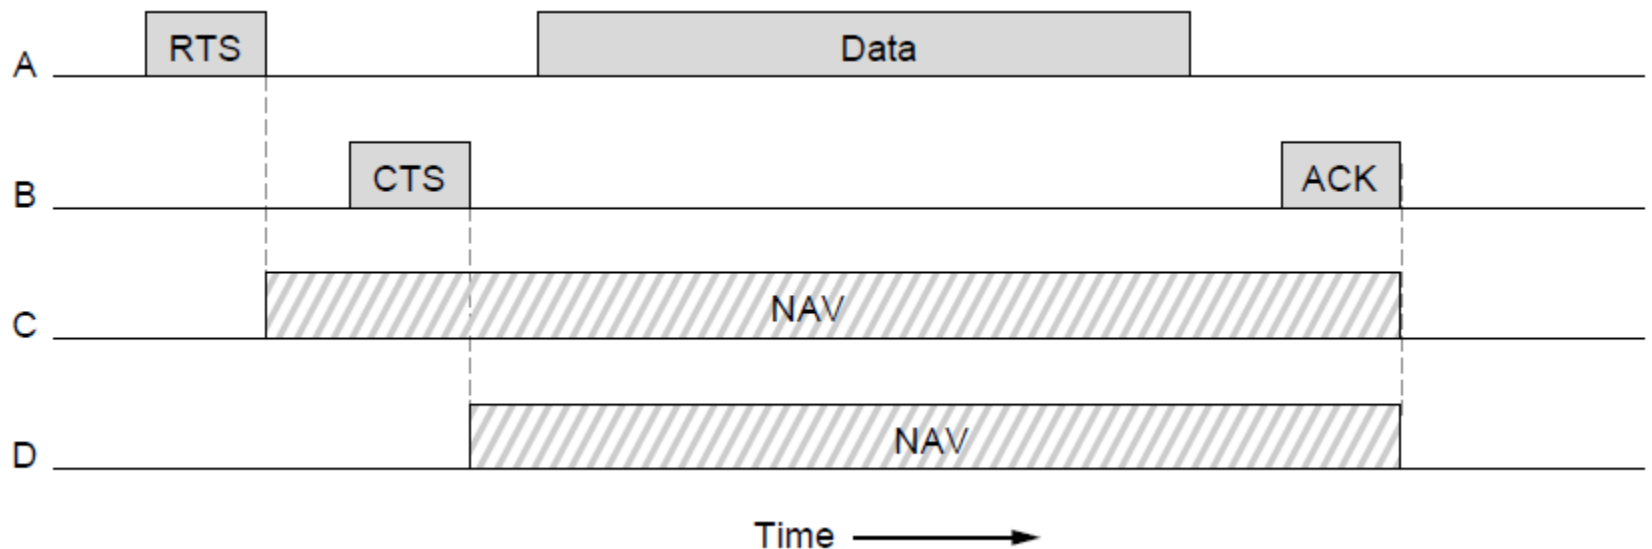 A RTS Data
B CTS ACK
C NAV
D NAV
Time